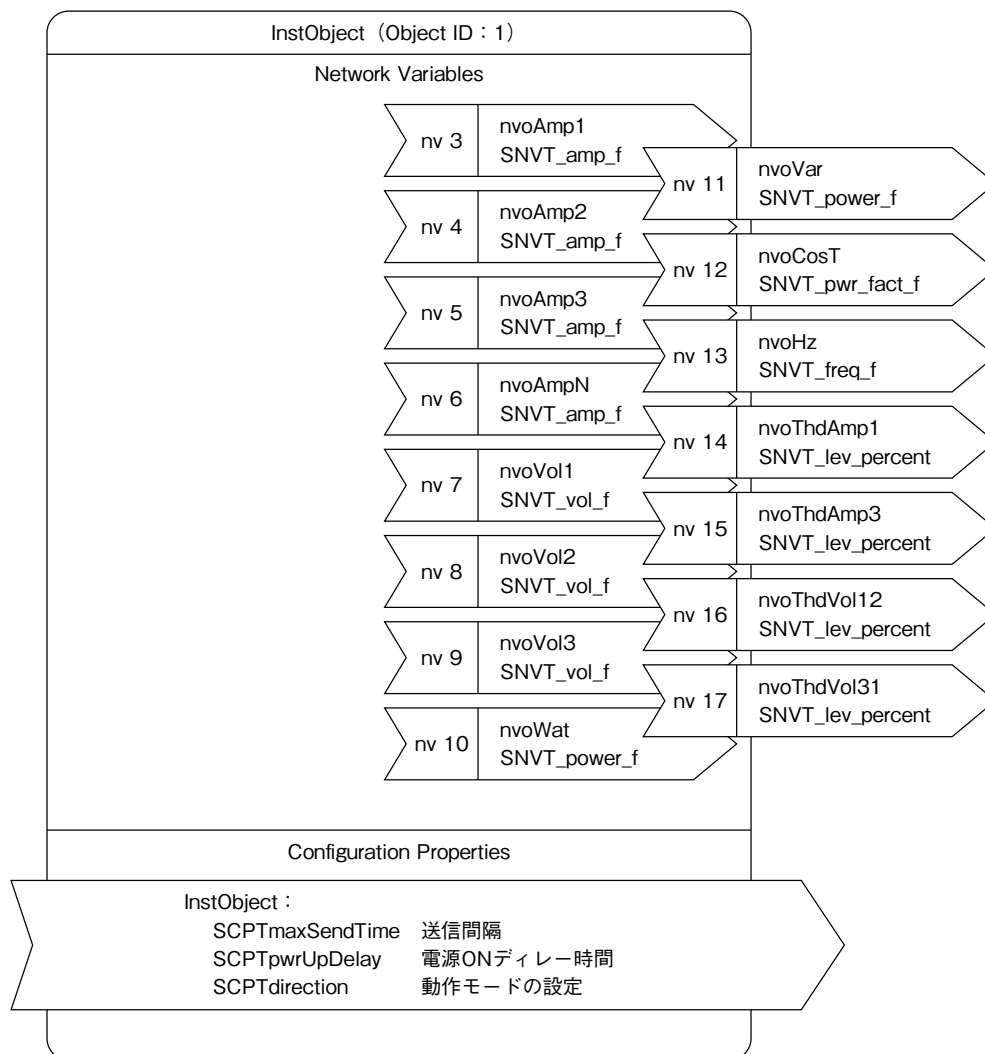 InstObject（Object ID：1）
Network Variables
nv 3
nvoAmp1
SNVT_amp_f
nv 4
nvoAmp2
SNVT_amp_f
nv 5
nvoAmp3
SNVT_amp_f
nv 6
nvoAmpN
SNVT_amp_f
nv 7
nvoVol1
SNVT_vol_f
nv 8
nvoVol2
SNVT_vol_f
nv 9
nvoVol3
SNVT_vol_f
nv 10
nvoWat
SNVT_power_f
nv 11
nvoVar
SNVT_power_f
nv 12
nvoCosT
SNVT_pwr_fact_f
nv 13
nvoHz
SNVT_freq_f
nv 14
nvoThdAmp1
SNVT_lev_percent
nv 15
nvoThdAmp3
SNVT_lev_percent
nv 16
nvoThdVol12
SNVT_lev_percent
nv 17
nvoThdVol31
SNVT_lev_percent
Configuration Properties
InstObject：
SCPTmaxSendTime 送信間隔
SCPTpwrUpDelay 電源ONディレー時間
SCPTdirection 動作モードの設定